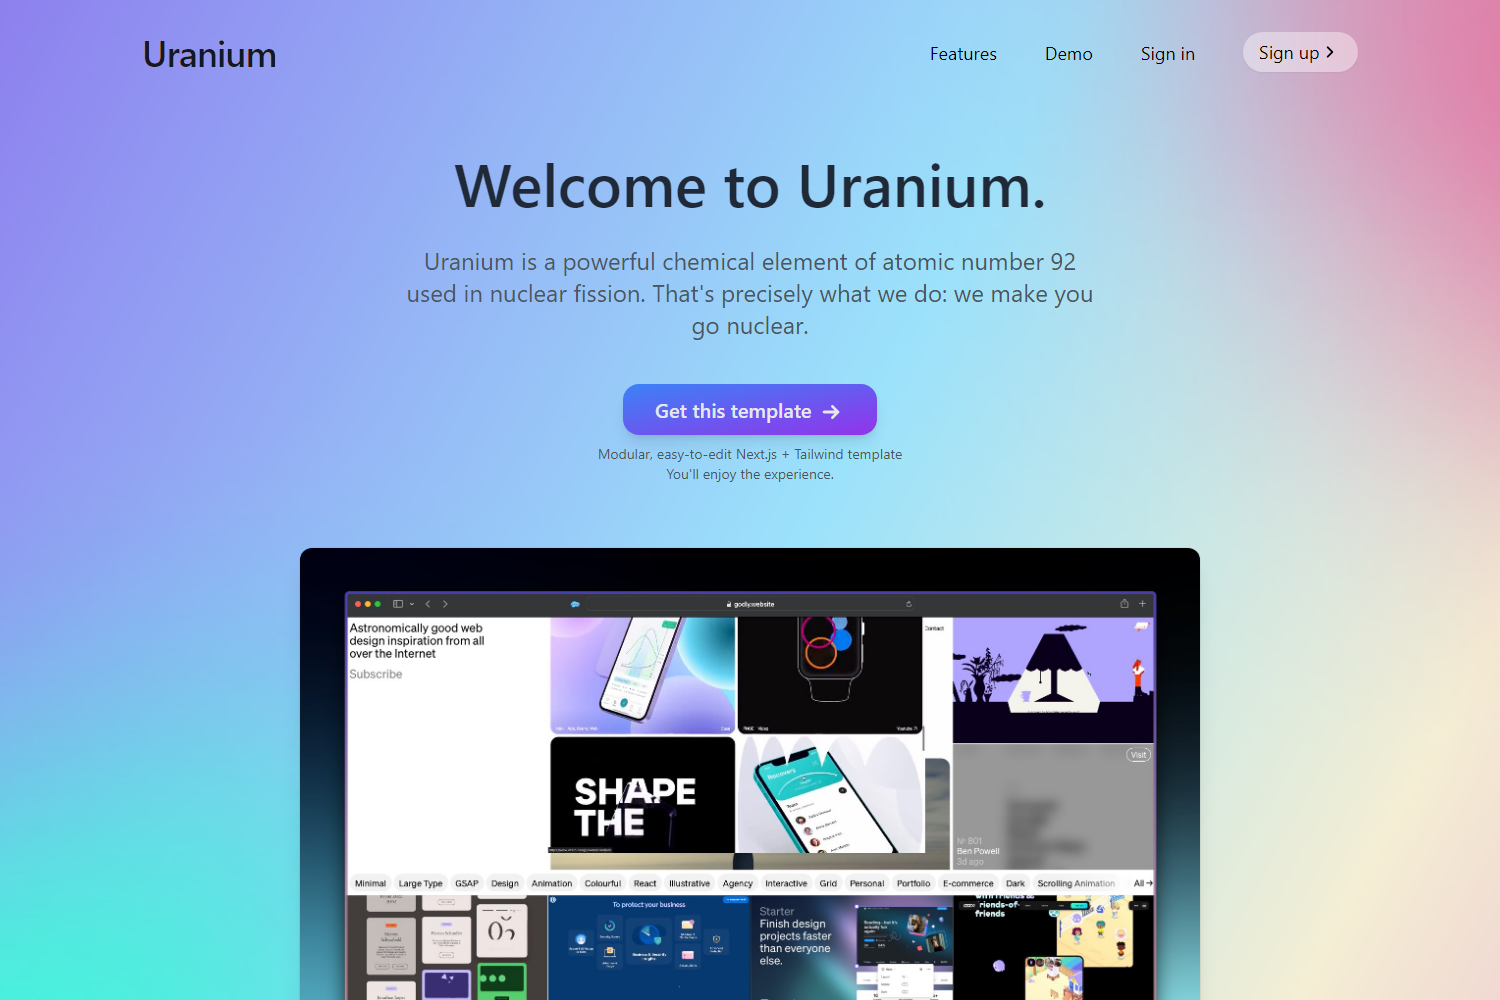 Uranium
Features
Demo
Sign in
Sign up
Welcome to Uranium.
Uranium is a powerful chemical element of atomic number 92
used in nuclear fission. That's precisely what we do: we make you
go nuclear.
Get this template
Modular, easy-to-edit Next.js + Tailwind template
You'll enjoy the experience.
godly.website
Astronomically good web
design inspiration from all
over the Internet
Subscribe
Contact
Visit
Recovery
Team
SHAPE
THE
Nº 801
Ben Powell
3d ago
Minimal
Large Type
GSAP
Design
Animation
Colourful
React
Illustrative
Agency
Interactive
Grid
Personal
Portfolio
E-commerce
Dark
Scrolling Animation
All →
To protect your business
Starter
Finish design
projects faster
than everyone
else.
friends-of-
friends